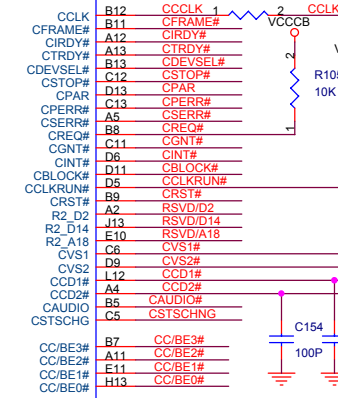 CCLK B12 CCCLK 1 2 CCLK
CFRAME# B11 CFRAME# VCCCB
CIRDY# A12 CIRDY#
CTRDY# A13 CTRDY#
CDEVSEL# B13 CDEVSEL# 2
CSTOP# C12 CSTOP# R105
CPAR D13 CPAR 10K
CPERR# C13 CPERR#
CSERR# A5 CSERR#
CREQ# B8 CREQ# 1
CGNT# C11 CGNT#
CINT# D6 CINT#
CBLOCK# D11 CBLOCK#
CCLKRUN# D5 CCLKRUN#
CRST# B9 CRST#
R2_D2 A2 RSVD/D2
R2_D14 J13 RSVD/D14
R2_A18 E10 RSVD/A18
CVS1 C6 CVS1#
CVS2 D9 CVS2#
CCD1# L12 CCD1#
CCD2# A4 CCD2#
CAUDIO B5 CAUDIO#
CSTSCHG C5 CSTSCHNG
C154
CC/BE3# B7 CC/BE3#
CC/BE2# A11 CC/BE2# 100P
CC/BE1# E11 CC/BE1#
CC/BE0# H13 CC/BE0#